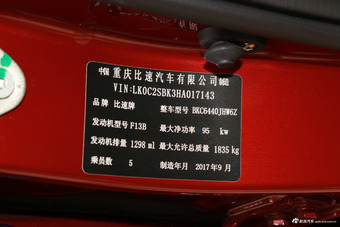 中国 重庆比速汽车有限公司 制造
VIN:LK0C2SBK3HA017143
品牌 比速牌 整车型号 BKC6440JHW6Z
发动机型号 F13B 最大净功率 95 kw
发动机排量 1298 ml 最大允许总质量 1835 kg
乘员数 5 制造年月 2017年9月